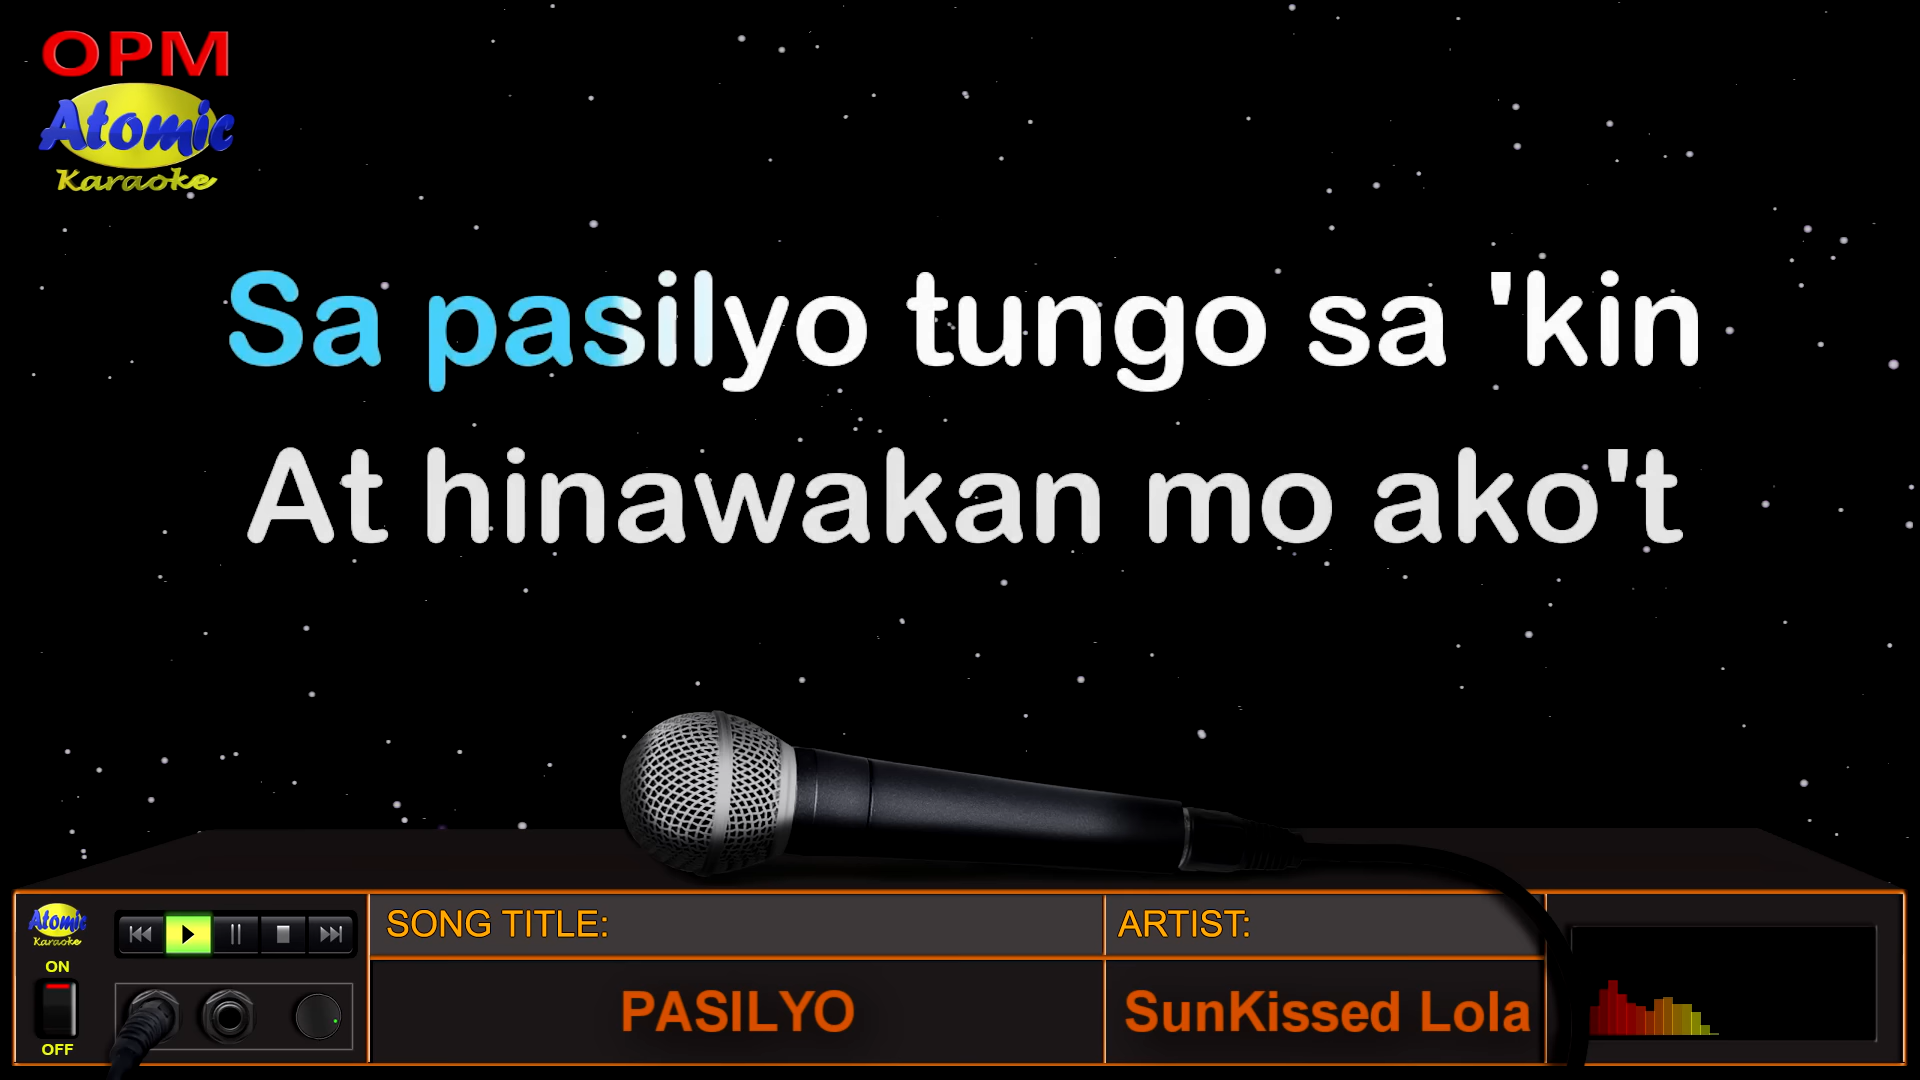 OPM
Atomic
Karaoke
Sa pasilyo tungo sa 'kin
At hinawakan mo ako't
Atomic
Karaoke
ON
OFF
SONG TITLE:
PASILYO
ARTIST:
SunKissed Lola